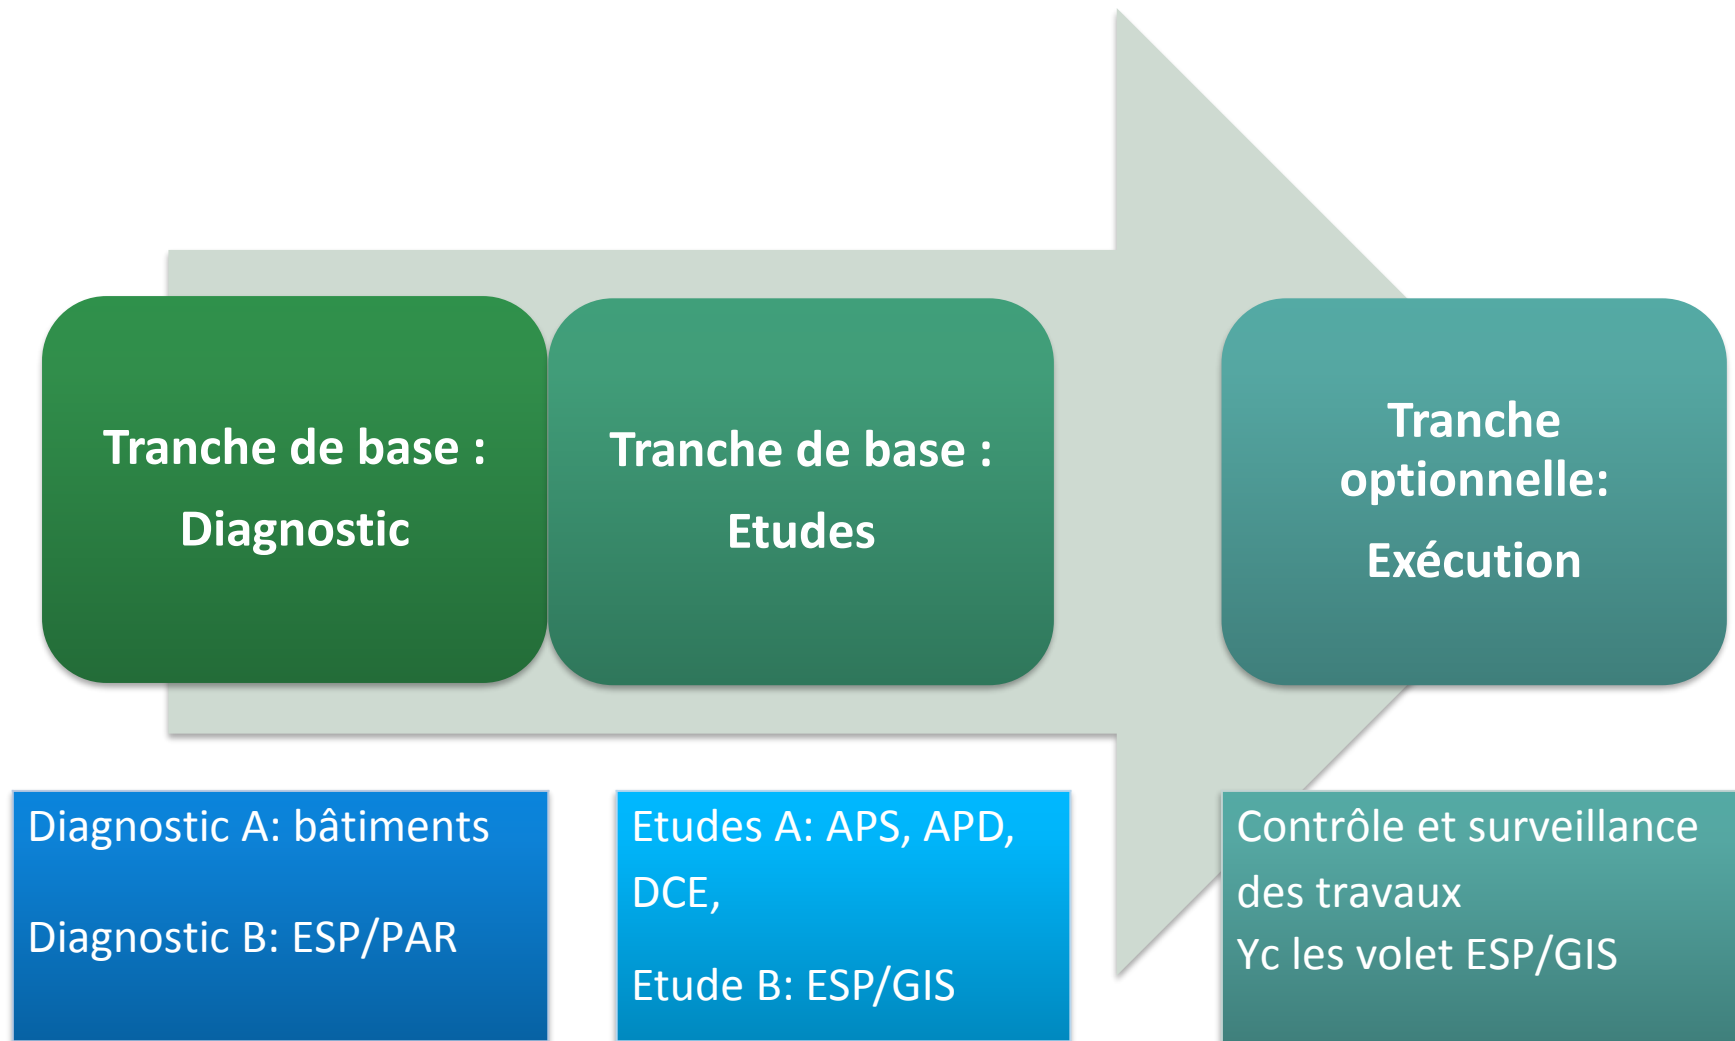 Tranche de base :
Diagnostic
Tranche de base :
Etudes
Tranche
optionnelle:
Exécution
Diagnostic A: bâtiments
Diagnostic B: ESP/PAR
Etudes A: APS, APD,
DCE,
Etude B: ESP/GIS
Contrôle et surveillance
des travaux
Yc les volet ESP/GIS